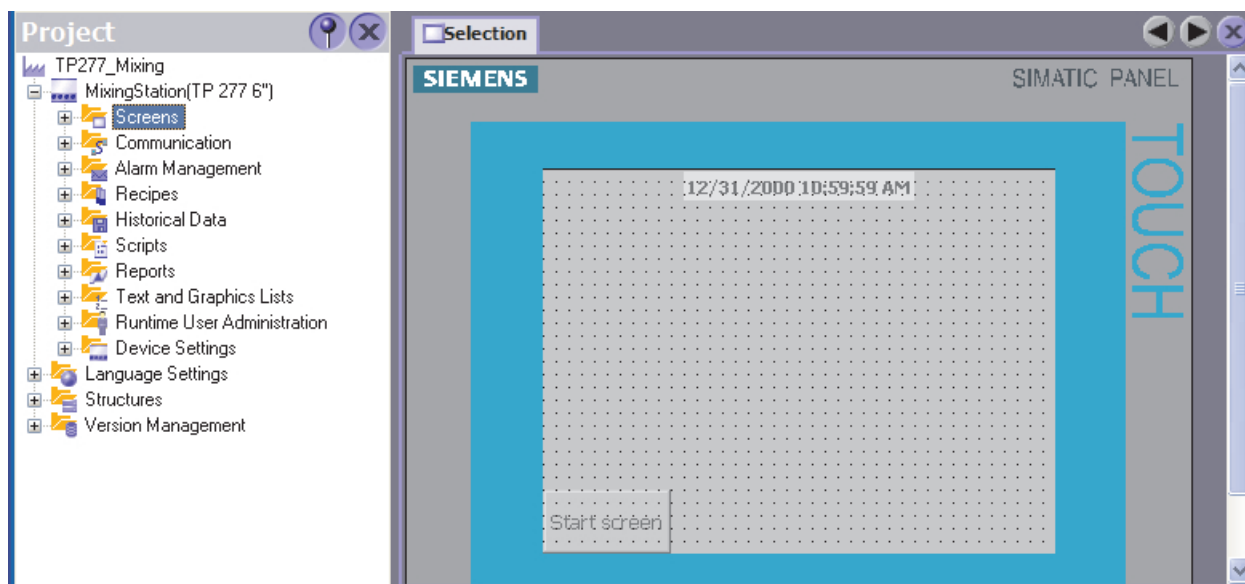 Project
TP277_Mixing
MixingStation(TP 277 6")
Screens
Communication
Alarm Management
Recipes
Historical Data
Scripts
Reports
Text and Graphics Lists
Runtime User Administration
Device Settings
Language Settings
Structures
Version Management
Selection
SIEMENS
SIMATIC PANEL
TOUCH
12/31/2000 10:59:59 AM
Start screen